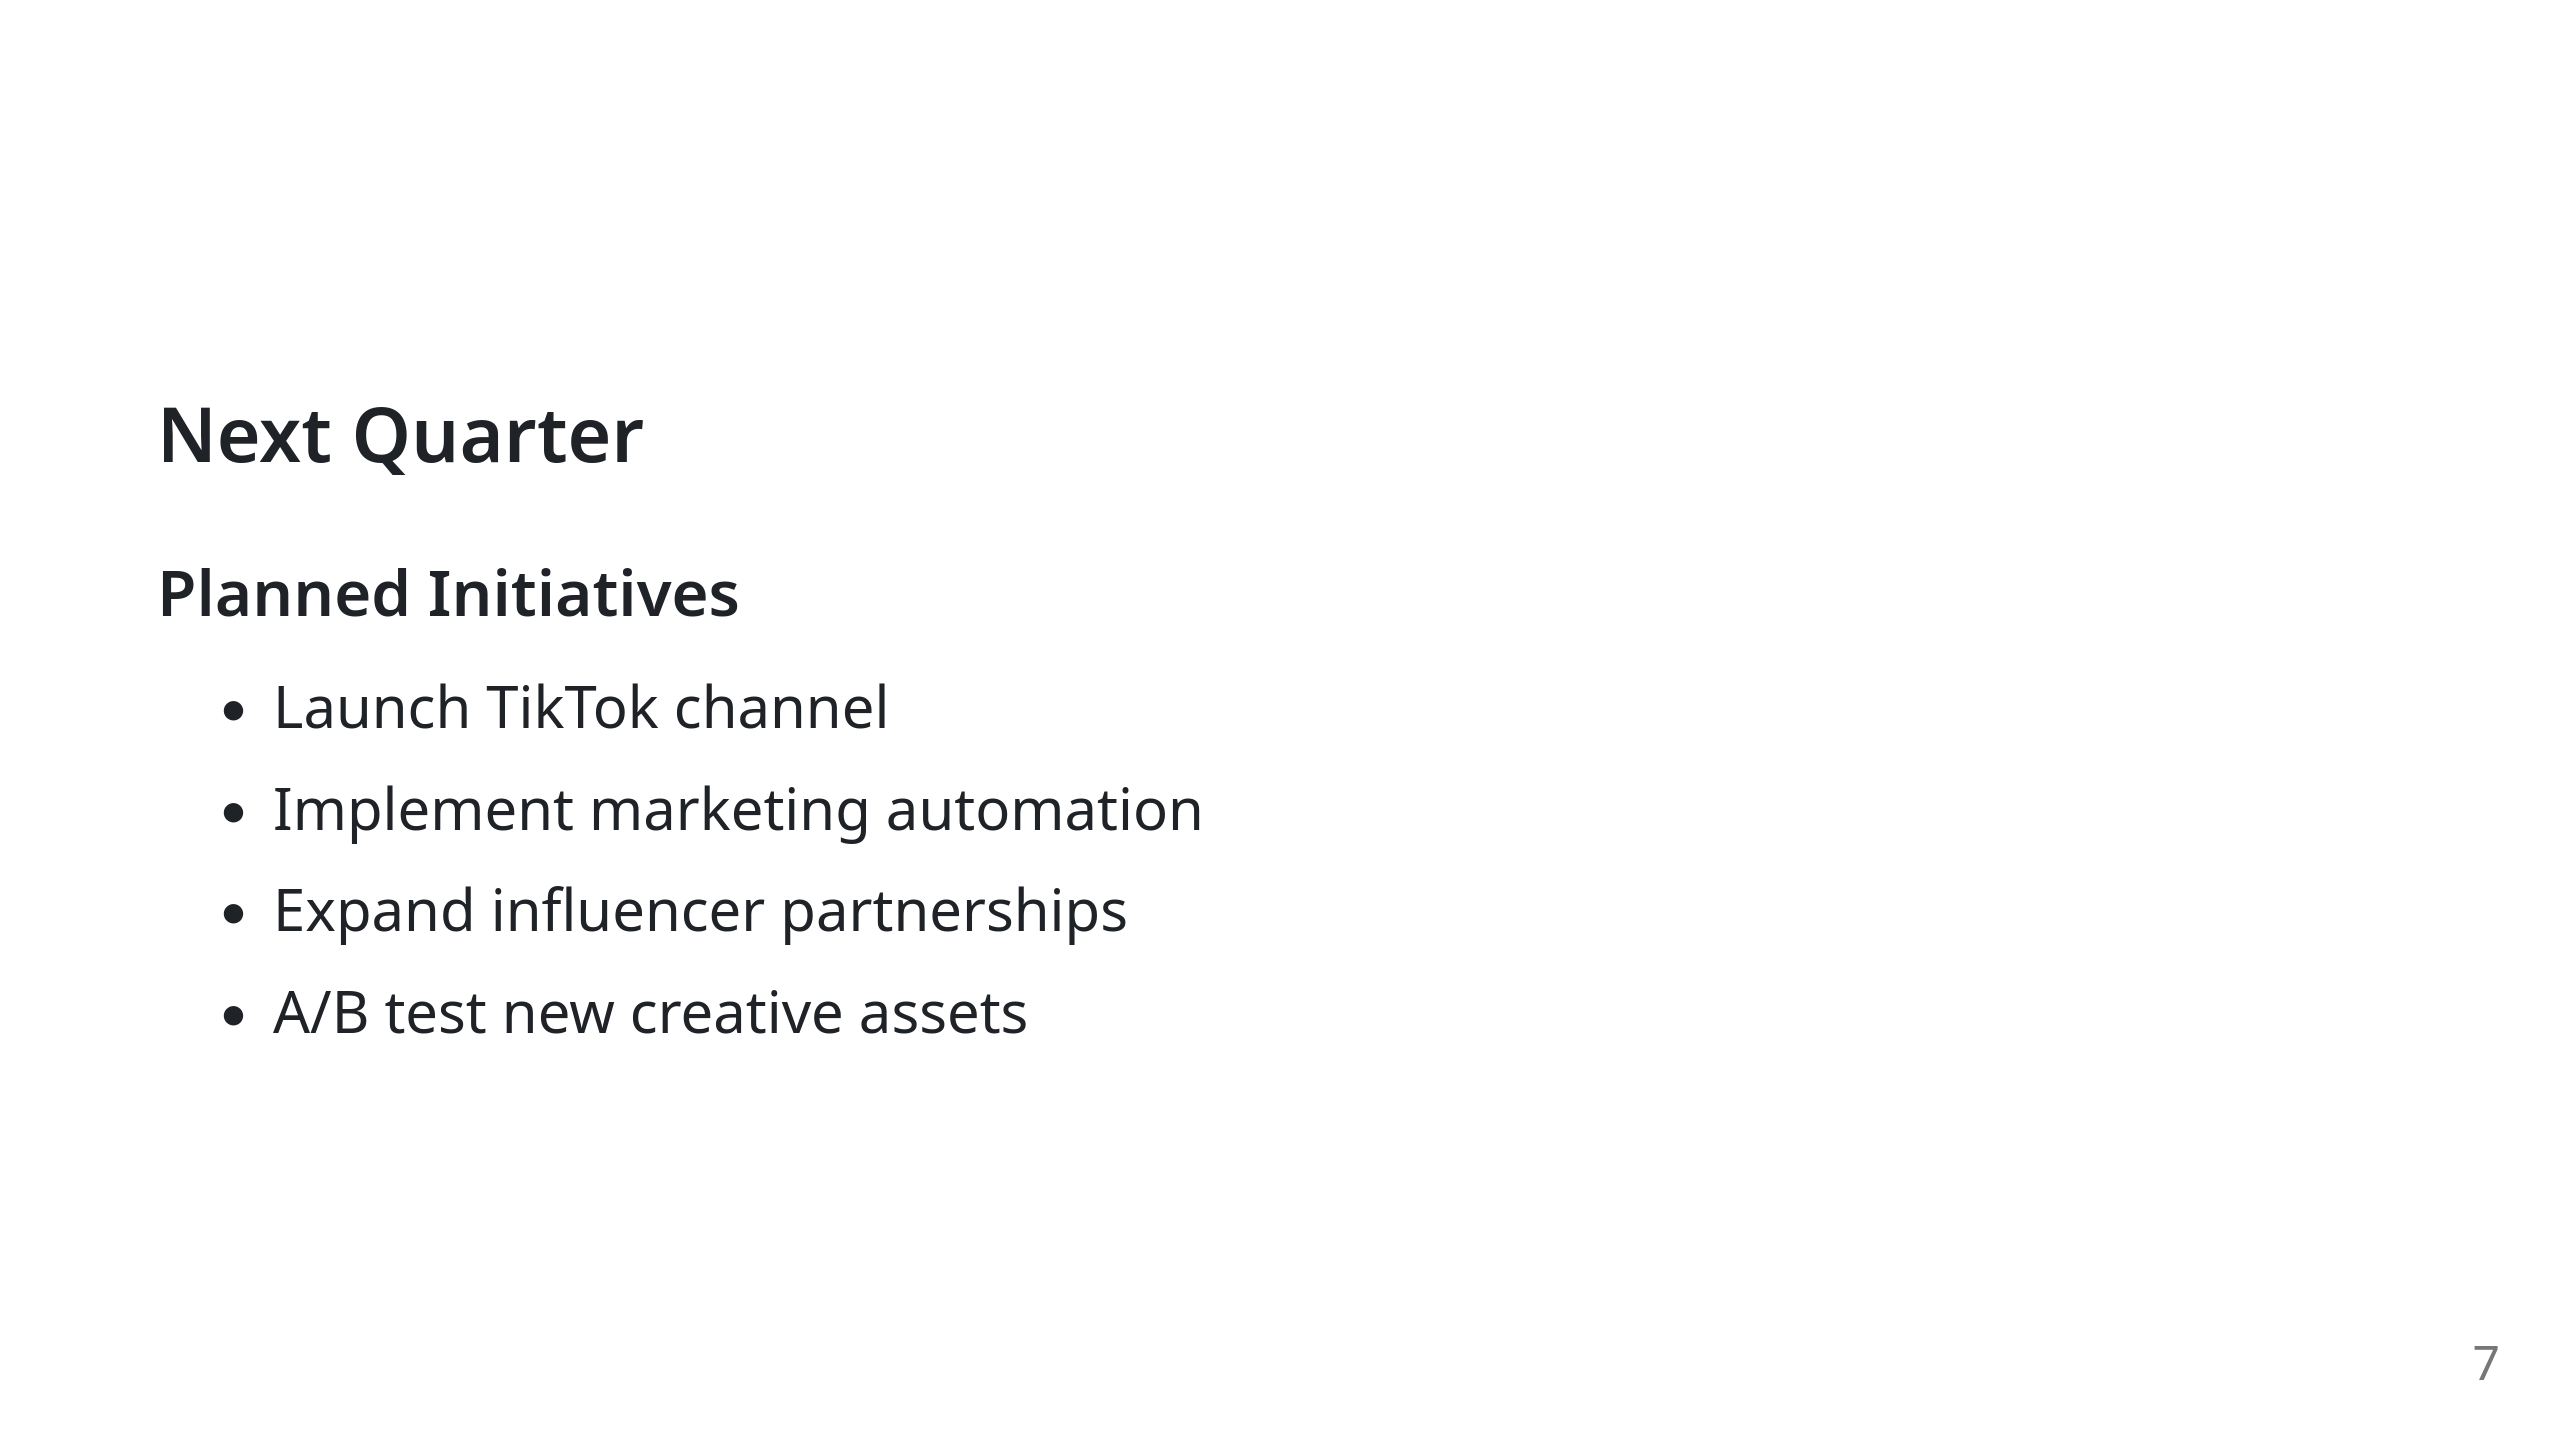 Next Quarter
Planned Initiatives
• Launch TikTok channel
• Implement marketing automation
• Expand influencer partnerships
• A/B test new creative assets
7